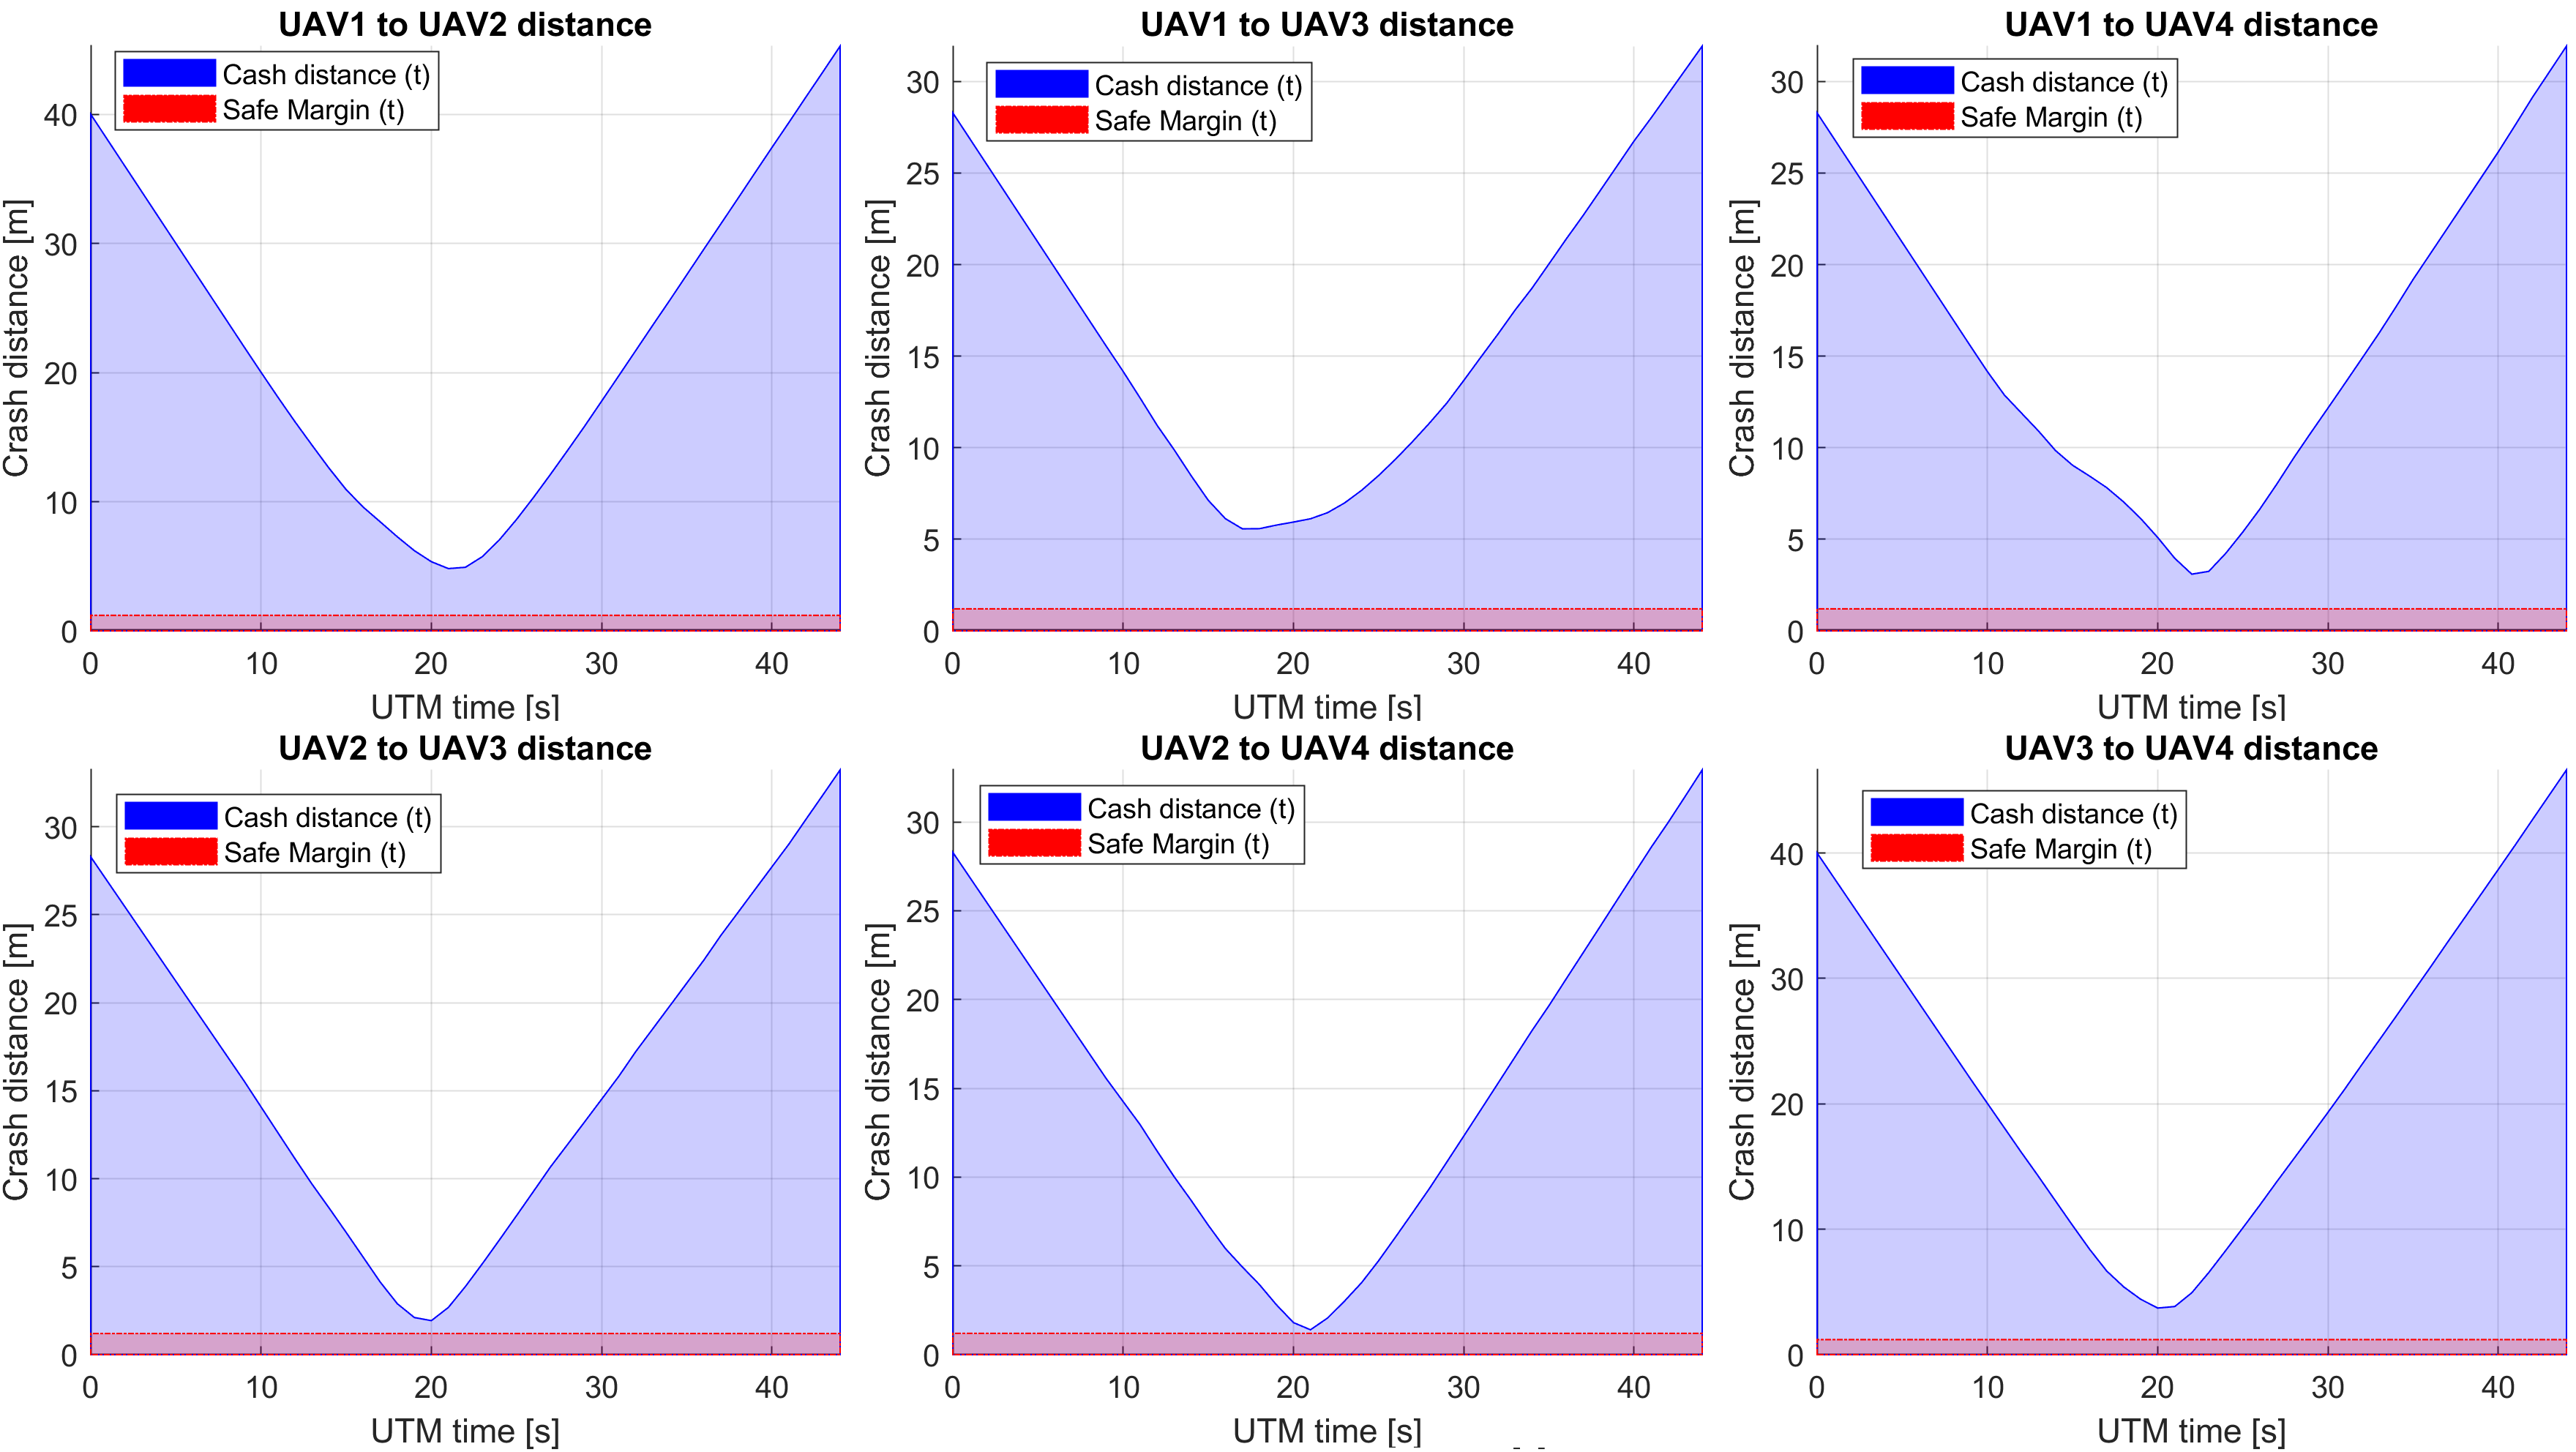 UAV1 to UAV2 distance
Cash distance (t)
Safe Margin (t)
Crash distance [m]
40
30
20
10
0
0 10 20 30 40
UTM time [s]
UAV1 to UAV3 distance
Cash distance (t)
Safe Margin (t)
Crash distance [m]
30
25
20
15
10
5
0
0 10 20 30 40
UTM time [s]
UAV1 to UAV4 distance
Cash distance (t)
Safe Margin (t)
Crash distance [m]
30
25
20
15
10
5
0
0 10 20 30 40
UTM time [s]
UAV2 to UAV3 distance
Cash distance (t)
Safe Margin (t)
Crash distance [m]
30
25
20
15
10
5
0
0 10 20 30 40
UTM time [s]
UAV2 to UAV4 distance
Cash distance (t)
Safe Margin (t)
Crash distance [m]
30
25
20
15
10
5
0
0 10 20 30 40
UTM time [s]
UAV3 to UAV4 distance
Cash distance (t)
Safe Margin (t)
Crash distance [m]
40
30
20
10
0
0 10 20 30 40
UTM time [s]